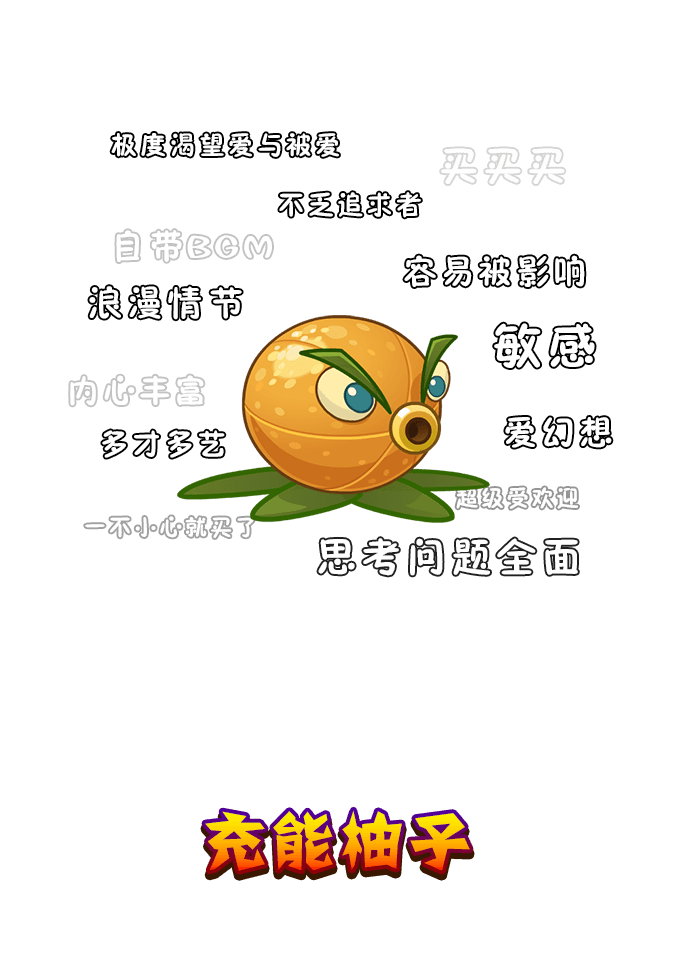 极度渴望爱与被爱
买买买
不乏追求者
自带BGM
容易被影响
浪漫情节
敏感
内心丰富
爱幻想
多才多艺
超级受欢迎
一不小心就买了
思考问题全面
充能柚子